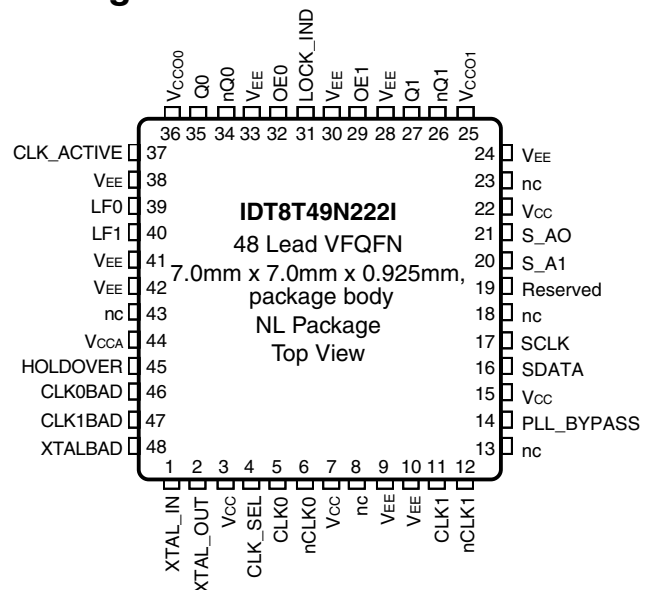 g
VCCO0
Q0
nQ0
VEE
OE0
LOCK_IND
VEE
OE1
VEE
Q1
nQ1
VCCO1
36 35 34 33 32 31 30 29 28 27 26 25
CLK_ACTIVE 37
VEE 38
LF0 39
LF1 40
VEE 41
VEE 42
nc 43
VCCA 44
HOLDOVER 45
CLK0BAD 46
CLK1BAD 47
XTALBAD 48
IDT8T49N222I
48 Lead VFQFN
7.0mm x 7.0mm x 0.925mm,
package body
NL Package
Top View
24 VEE
23 nc
22 VCC
21 S_AO
20 S_A1
19 Reserved
18 nc
17 SCLK
16 SDATA
15 VCC
14 PLL_BYPASS
13 nc
1 2 3 4 5 6 7 8 9 10 11 12
XTAL_IN
XTAL_OUT
VCC
CLK_SEL
CLK0
nCLK0
VCC
nc
VEE
VEE
CLK1
nCLK1